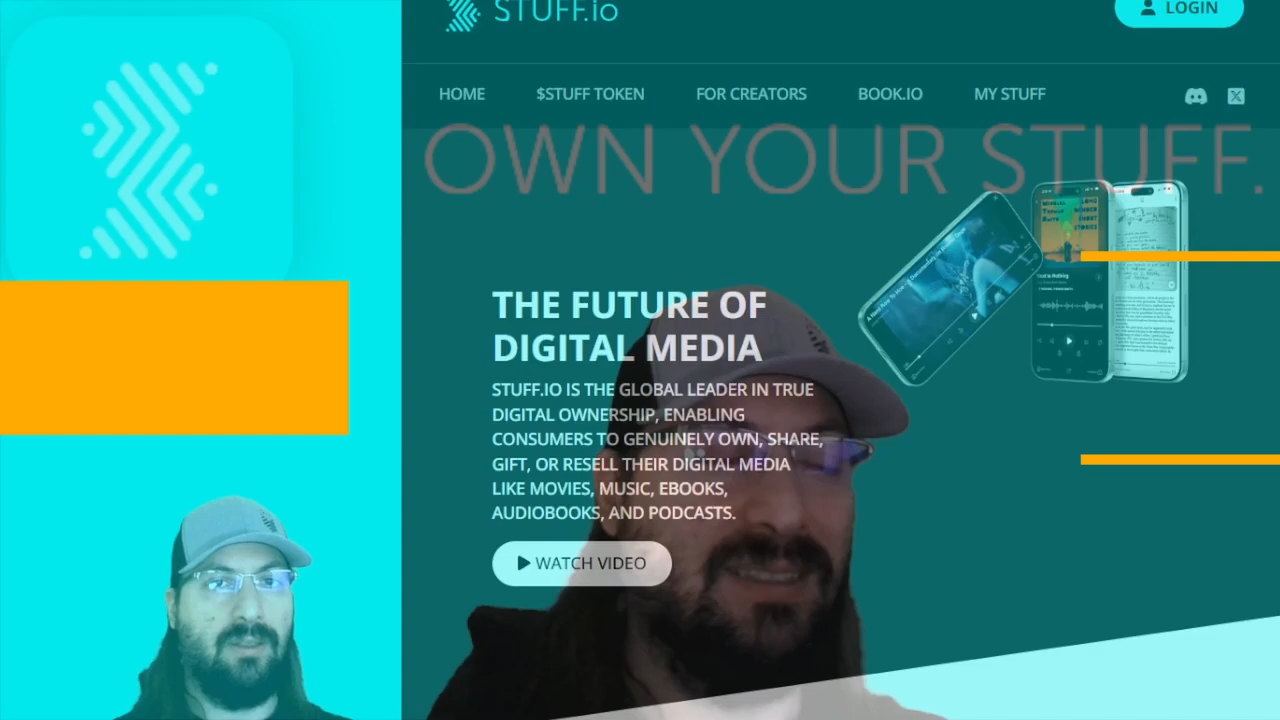 STUFF.io
LOGIN
HOME
$STUFF TOKEN
FOR CREATORS
BOOK.IO
MY STUFF
OWN YOUR STUFF.
THE FUTURE OF
DIGITAL MEDIA
STUFF.IO IS THE GLOBAL LEADER IN TRUE
DIGITAL OWNERSHIP, ENABLING
CONSUMERS TO GENUINELY OWN, SHARE,
GIFT, OR RESELL THEIR DIGITAL MEDIA
LIKE MOVIES, MUSIC, EBOOKS,
AUDIOBOOKS, AND PODCASTS.
WATCH VIDEO